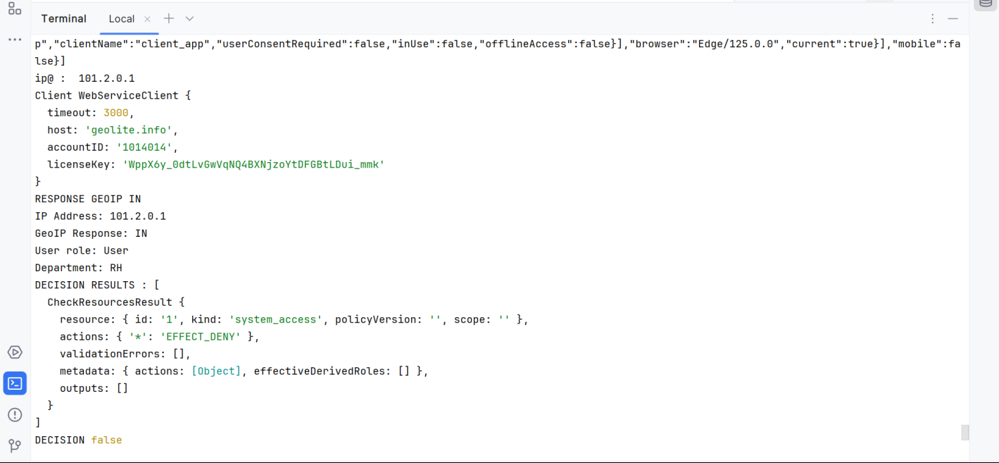 Terminal Local
p","clientName":"client_app","userConsentRequired":false,"inUse":false,"offlineAccess":false}],"browser":"Edge/125.0.0","current":true}],"mobile":fa
lse}]
ip@ :  101.2.0.1
Client WebServiceClient {
  timeout: 3000,
  host: 'geolite.info',
  accountID: '1014014',
  licenseKey: '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'
}
RESPONSE GEOIP IN
IP Address: 101.2.0.1
GeoIP Response: IN
User role: User
Department: RH
DECISION RESULTS : [
  CheckResourcesResult {
    resource: { id: '1', kind: 'system_access', policyVersion: '', scope: '' },
    actions: { '*': 'EFFECT_DENY' },
    validationErrors: [],
    metadata: { actions: [Object], effectiveDerivedRoles: [] },
    outputs: []
  }
]
DECISION false